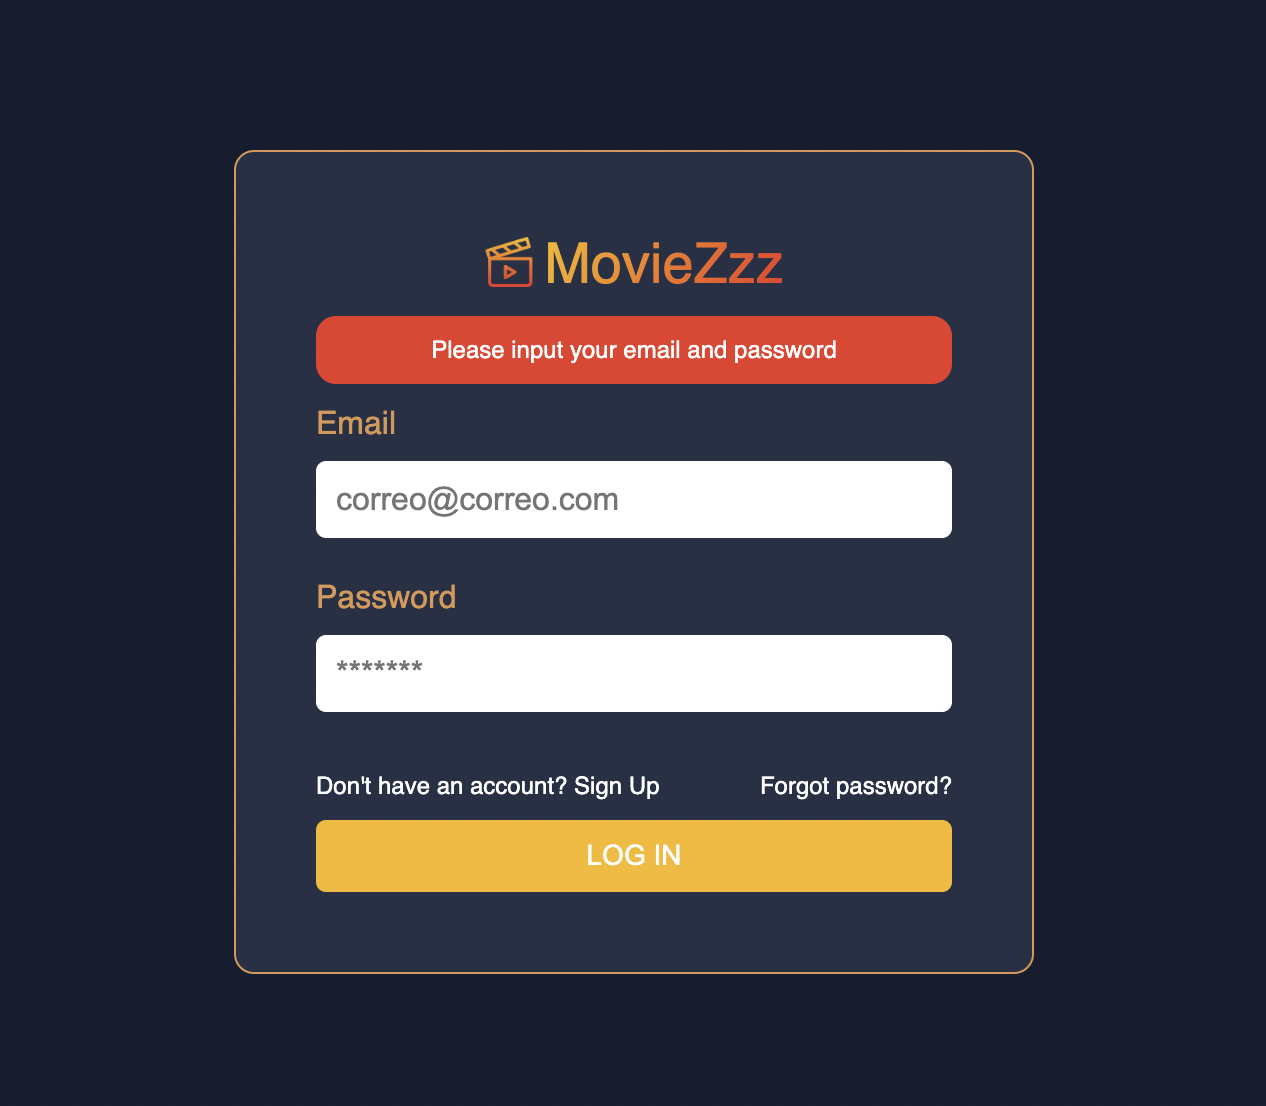 MovieZzz
Please input your email and password
Email
correo@correo.com
Password
*******
Don't have an account? Sign Up
Forgot password?
LOG IN